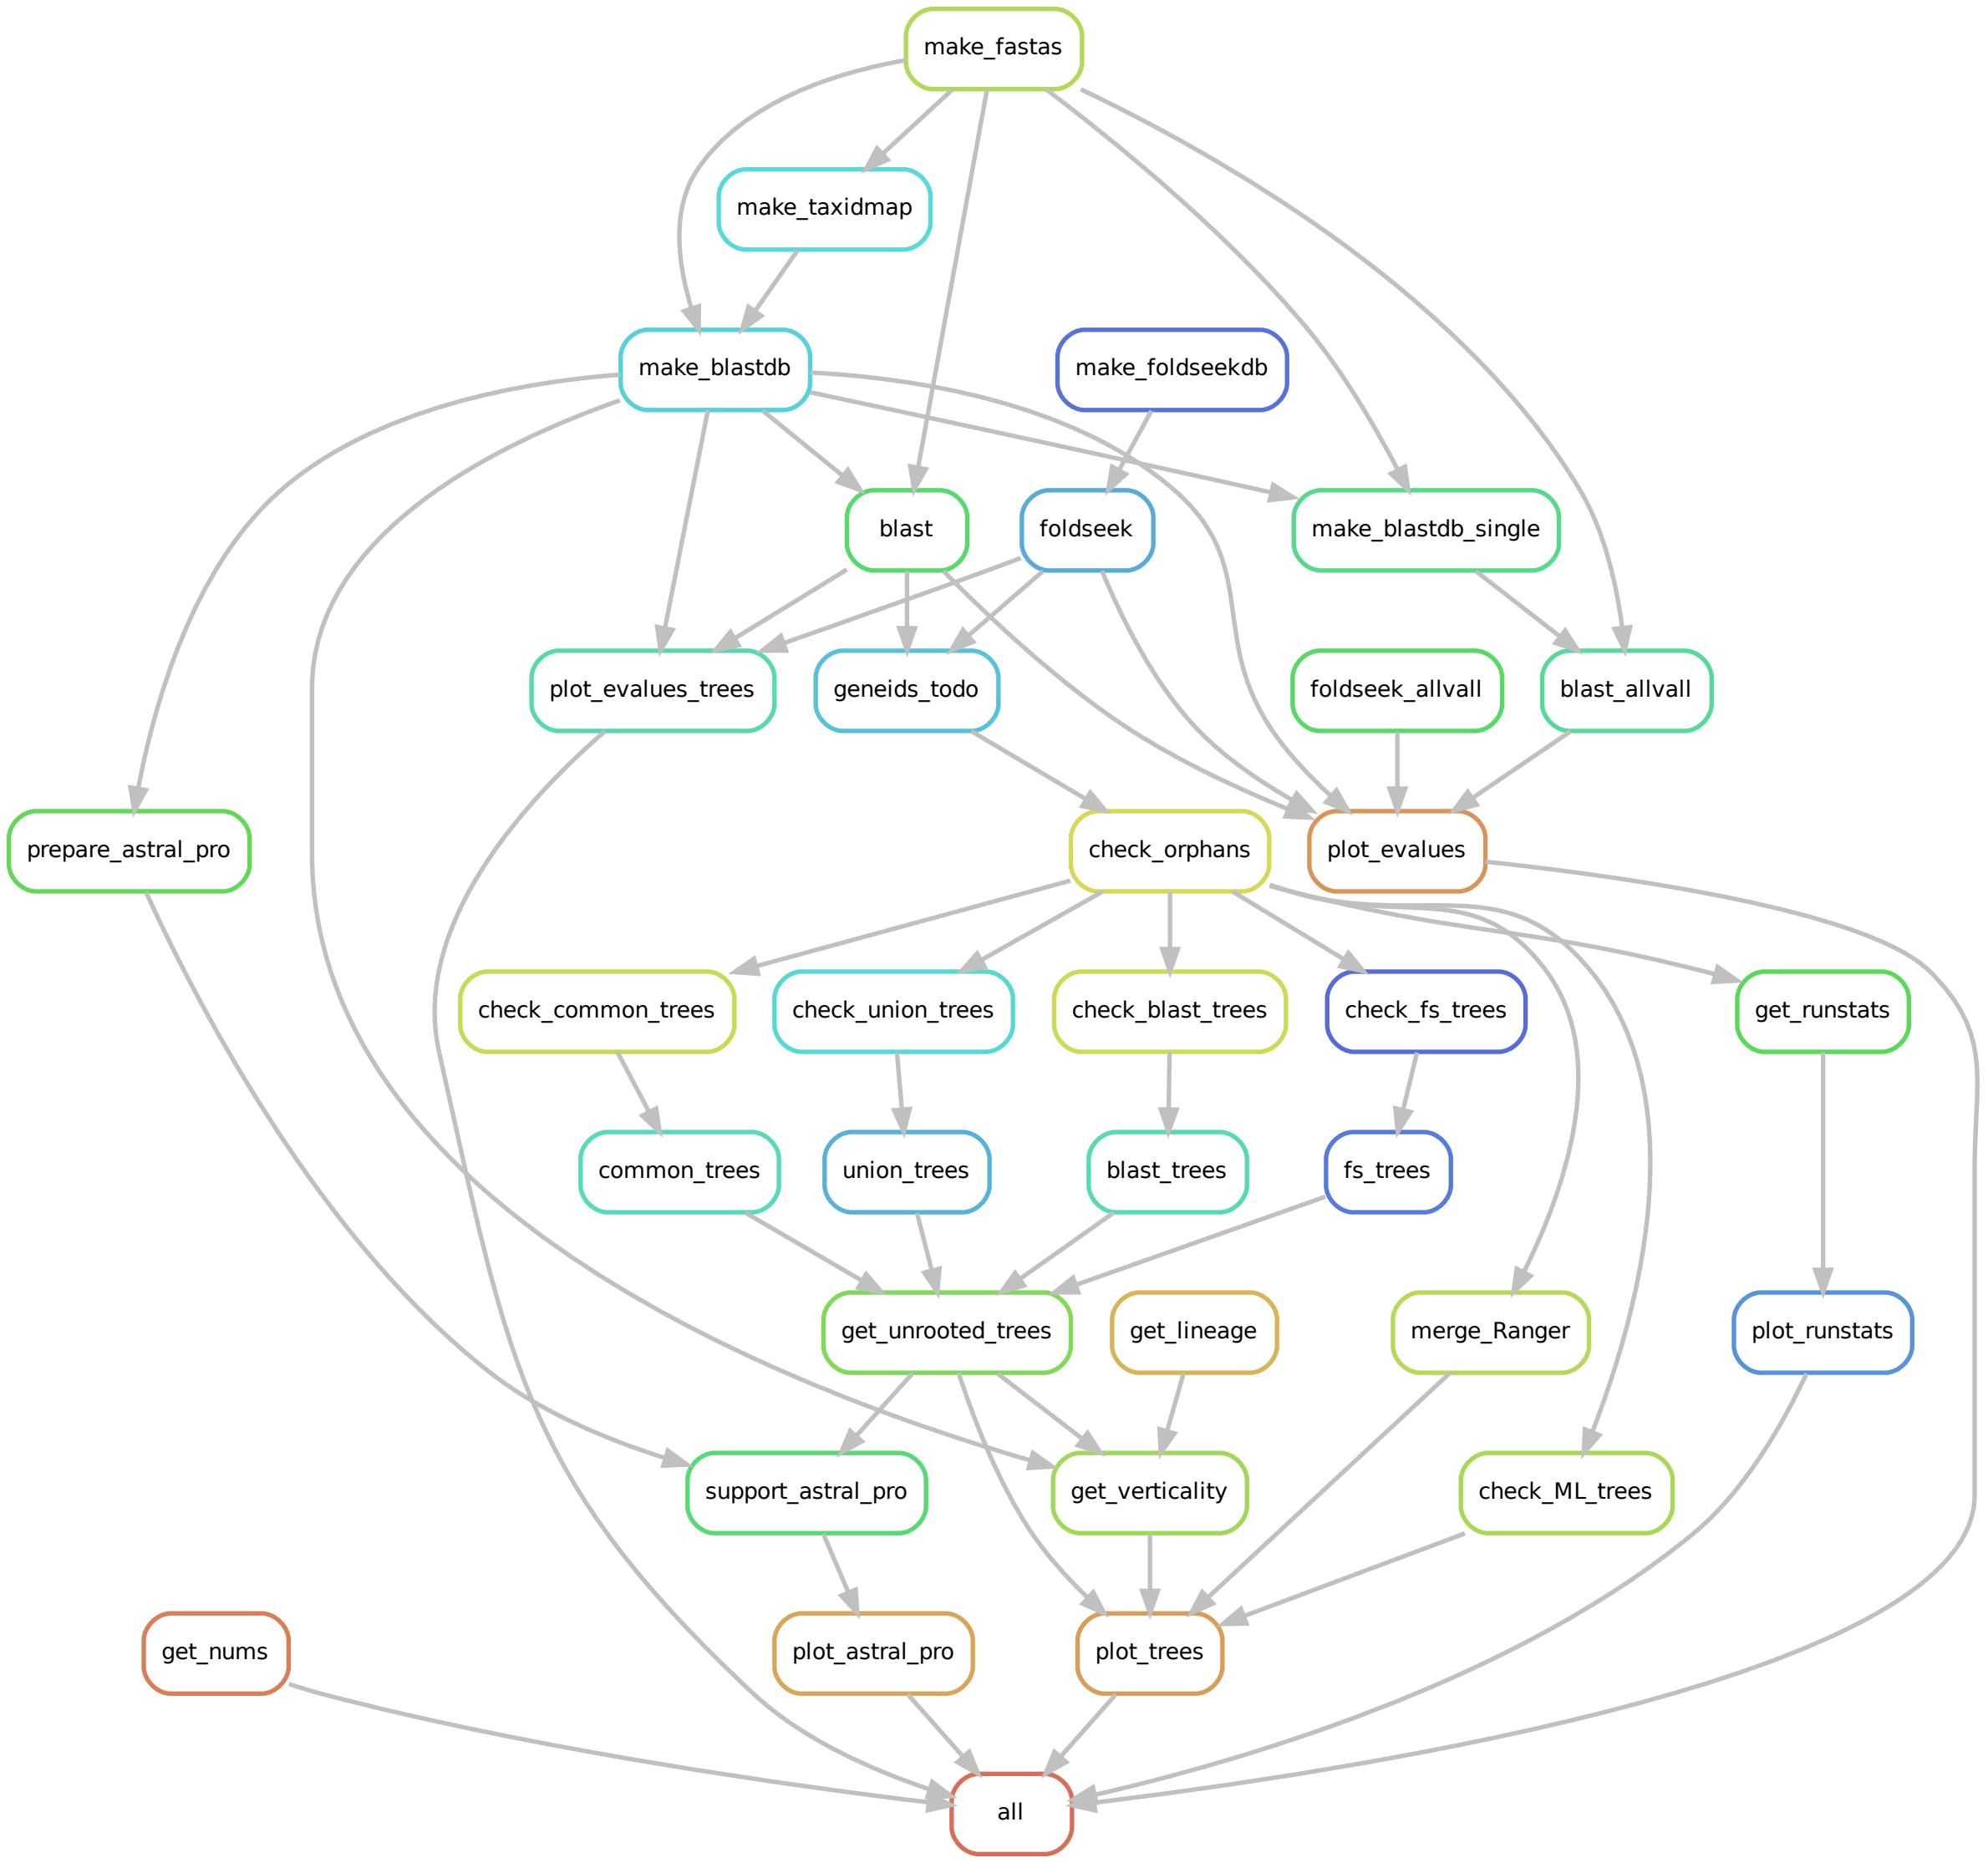 make_fastas
make_taxidmap
make_blastdb
make_foldseekdb
blast
foldseek
make_blastdb_single
plot_evalues_trees
geneids_todo
foldseek_allvall
blast_allvall
prepare_astral_pro
check_orphans
plot_evalues
check_common_trees
check_union_trees
check_blast_trees
check_fs_trees
get_runstats
common_trees
union_trees
blast_trees
fs_trees
get_unrooted_trees
get_lineage
merge_Ranger
plot_runstats
support_astral_pro
get_verticality
check_ML_trees
get_nums
plot_astral_pro
plot_trees
all